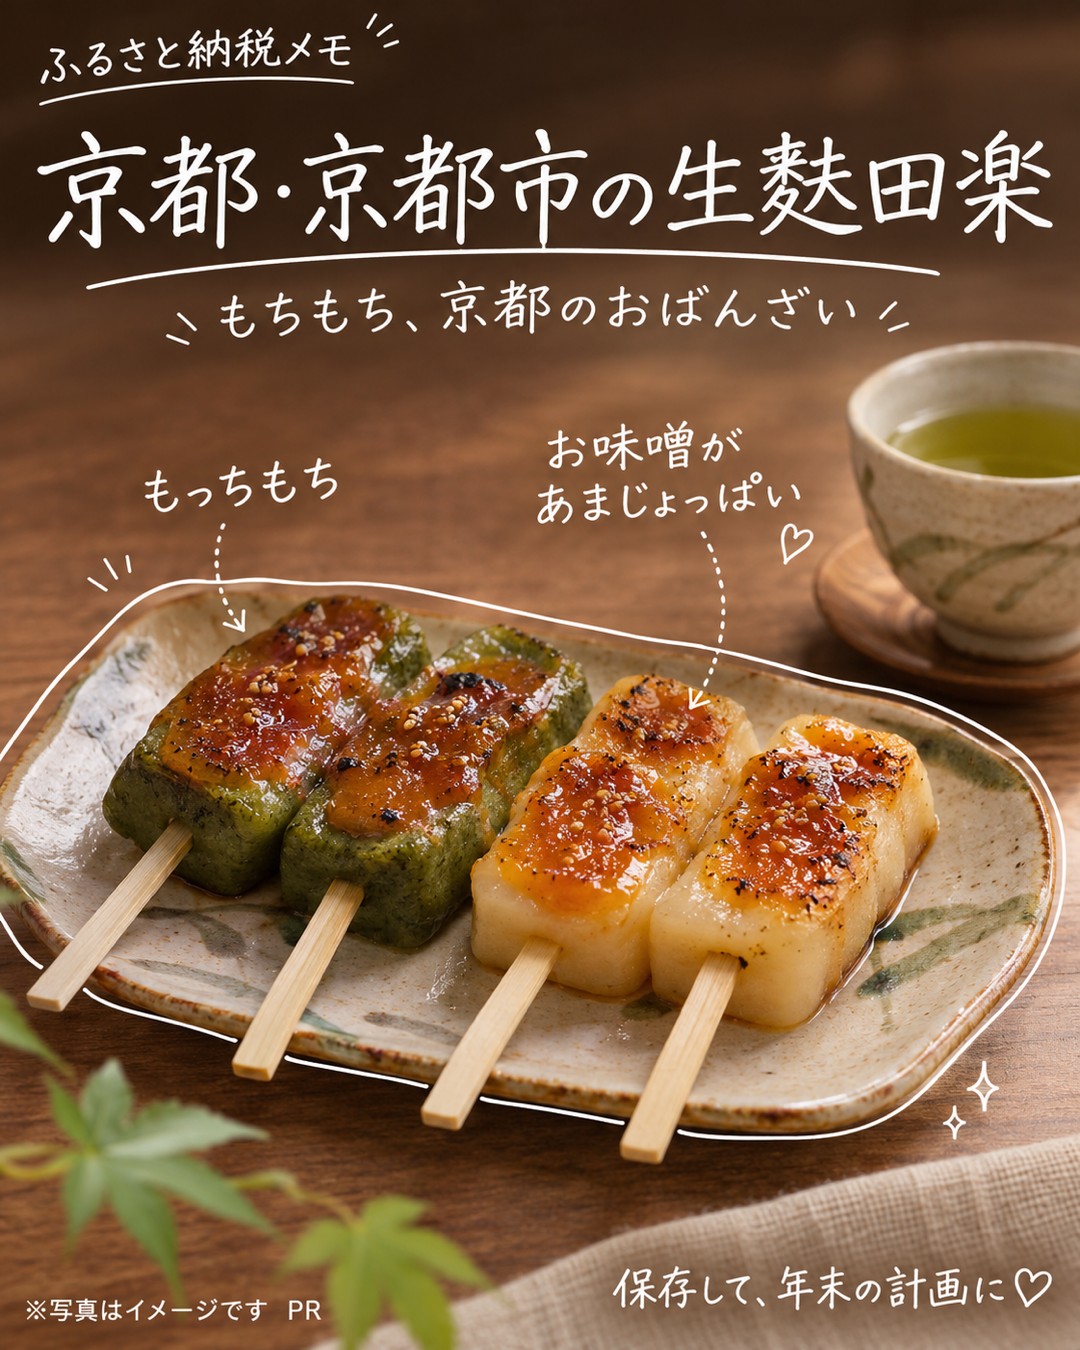 ふるさと納税メモ
京都・京都市の生麩田楽
もちもち、京都のおばんざい
お味噌が
あまじょっぱい
もっちもち
保存して、年末の計画に♡
※写真はイメージです PR